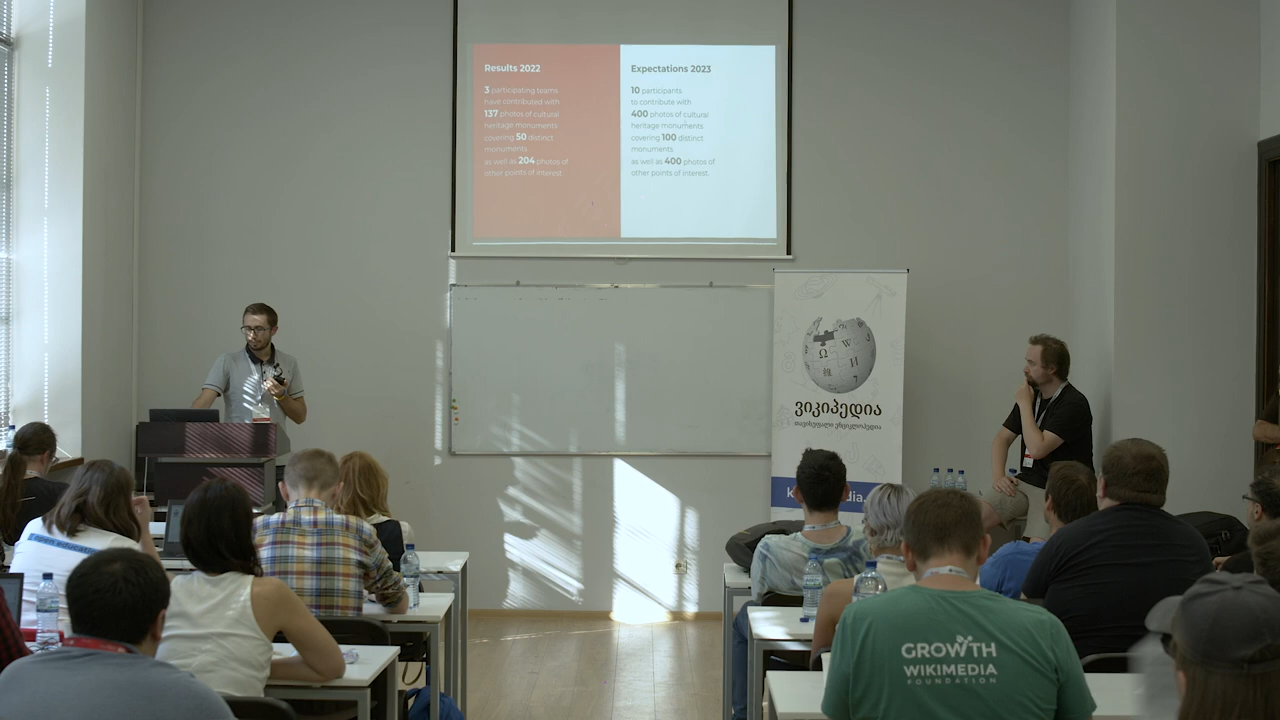 Results 2022
3 participating teams
have contributed with
137 photos of cultural
heritage monuments
covering 50 distinct
monuments
as well as 204 photos of
other points of interest.
Expectations 2023
10 participants
to contribute with
400 photos of cultural
heritage monuments
covering 100 distinct
monuments
as well as 400 photos of
other points of interest.
Ω W И
ვიკიპედია
თავისუფალი ენციკლოპედია
GROWTH
WIKIMEDIA
FOUNDATION